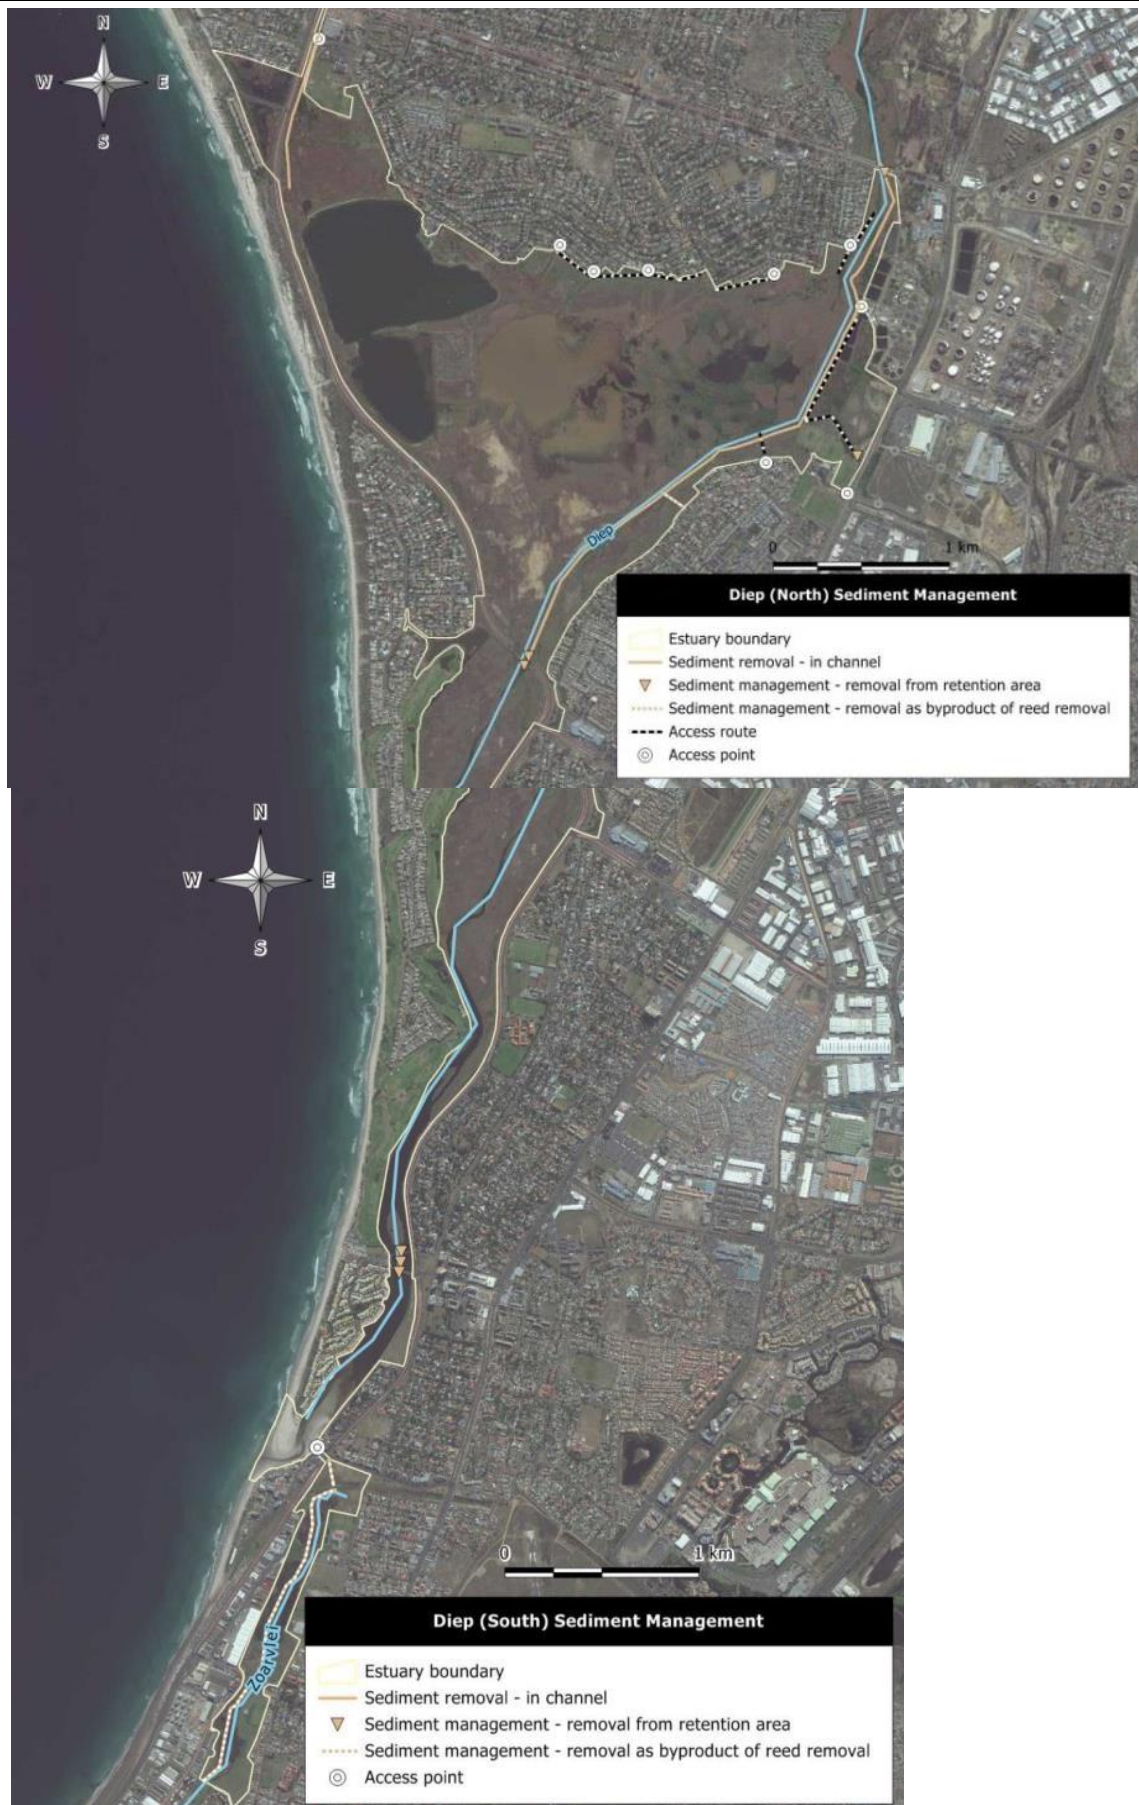 N
W E
S
Diep
0 1 km
Diep (North) Sediment Management
Estuary boundary
Sediment removal - in channel
Sediment management - removal from retention area
Sediment management - removal as byproduct of reed removal
Access route
Access point
N
W E
S
0 1 km
Diep (South) Sediment Management
Zoarvlei
Estuary boundary
Sediment removal - in channel
Sediment management - removal from retention area
Sediment management - removal as byproduct of reed removal
Access point